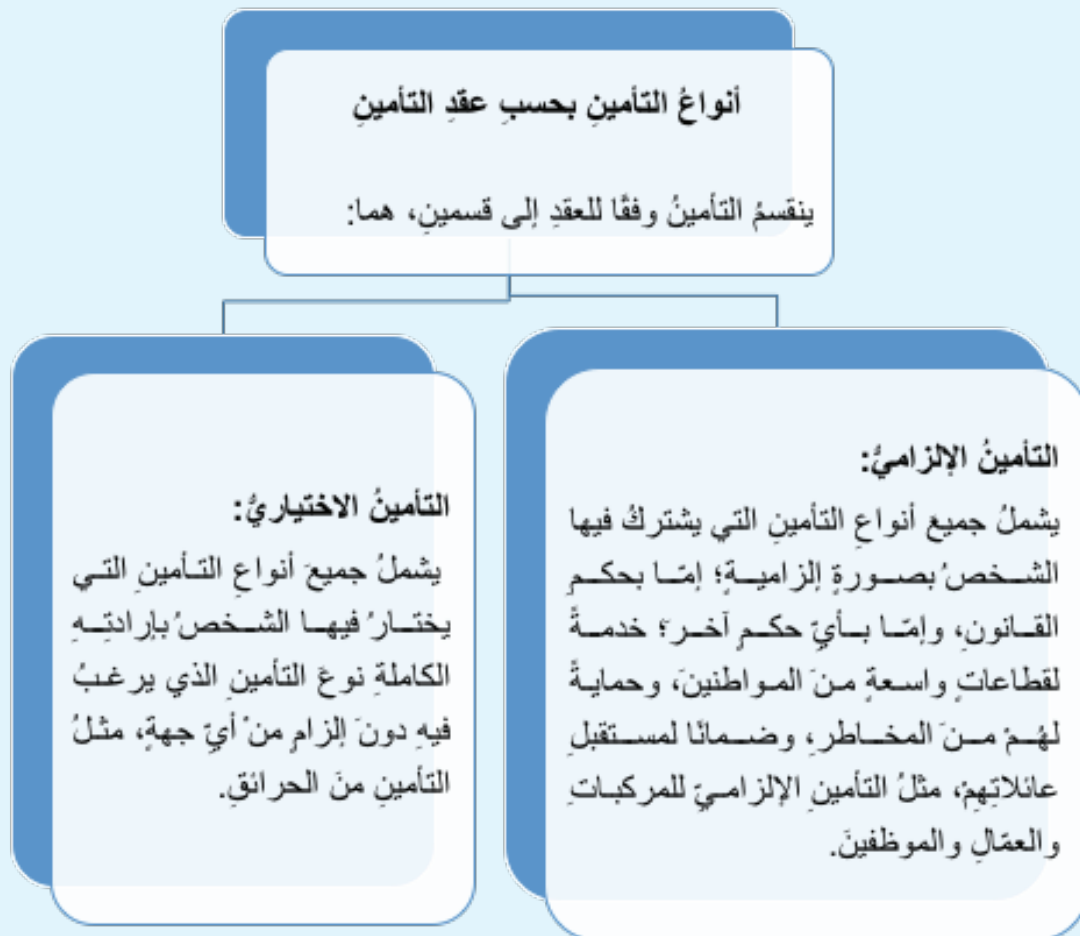 أنواعُ التأمينِ بحسبِ عقدِ التأمينِ
ينقسمُ التأمينُ وفقًا للعقدِ إلى قسمينِ، هما:
التأمينُ الإلزاميُّ:
يشملُ جميعَ أنواعِ التأمينِ التي يشتركُ فيها
الشخصُ بصورةٍ إلزاميةٍ؛ إمّا بحكمِ
القانونِ، وإمّا بأيّ حكمٍ آخر؛ خدمةً
لقطاعاتٍ واسعةٍ منَ المواطنينَ، وحمايةً
لهُمْ منَ المخاطرِ، وضمانًا لمستقبلِ
عائلاتِهِمْ، مثلُ التأمينِ الإلزاميّ للمركباتِ
والعمّالِ والموظفينَ.
التأمينُ الاختياريُّ:
يشملُ جميعَ أنواعِ التأمينِ التي
يختارُ فيها الشخصُ بإرادتِهِ
الكاملةِ نوعَ التأمينِ الذي يرغبُ
فيهِ دونَ إلزامٍ منْ أيّ جهةٍ، مثلُ
التأمينِ منَ الحرائقِ.